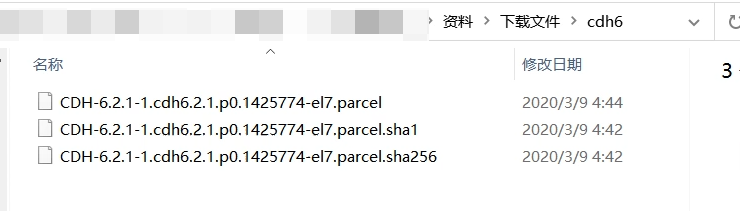 资料 > 下载文件 > cdh6
名称 修改日期
CDH-6.2.1-1.cdh6.2.1.p0.1425774-el7.parcel 2020/3/9 4:44
CDH-6.2.1-1.cdh6.2.1.p0.1425774-el7.parcel.sha1 2020/3/9 4:42
CDH-6.2.1-1.cdh6.2.1.p0.1425774-el7.parcel.sha256 2020/3/9 4:42
3